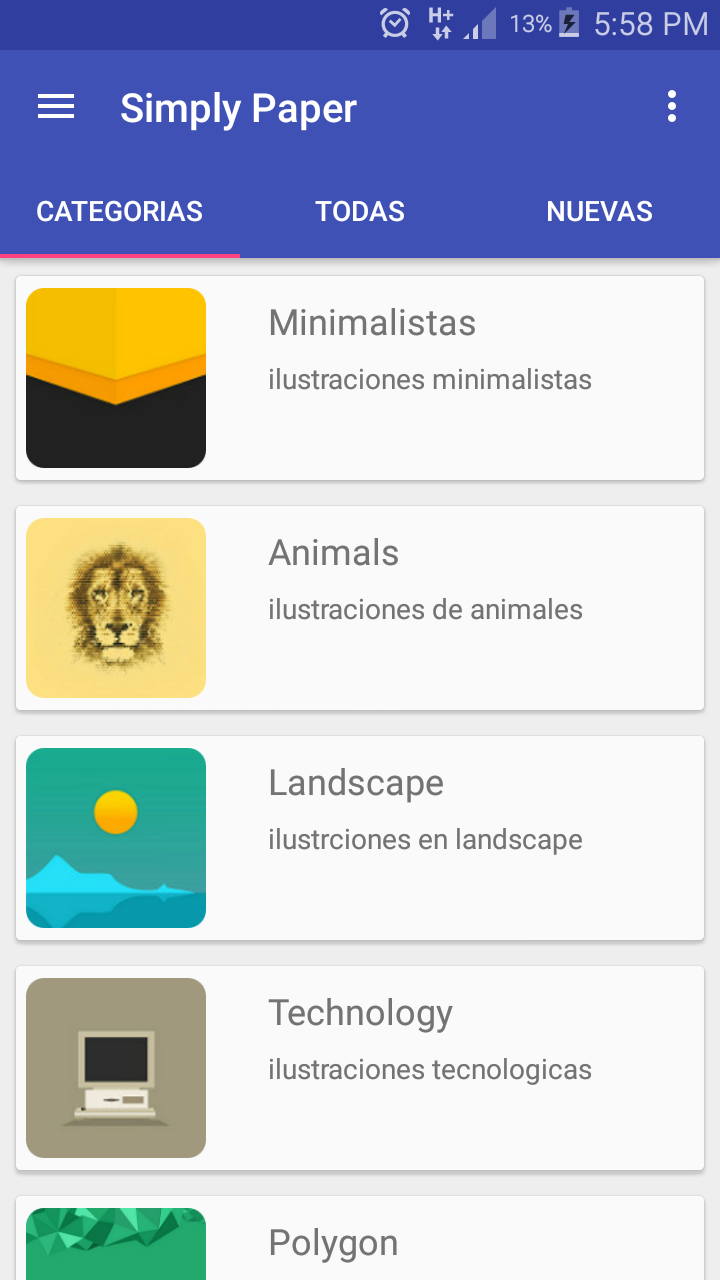 H+ 13% 5:58 PM
Simply Paper
CATEGORIAS TODAS NUEVAS
Minimalistas
ilustraciones minimalistas
Animals
ilustraciones de animales
Landscape
ilustrciones en landscape
Technology
ilustraciones tecnologicas
Polygon